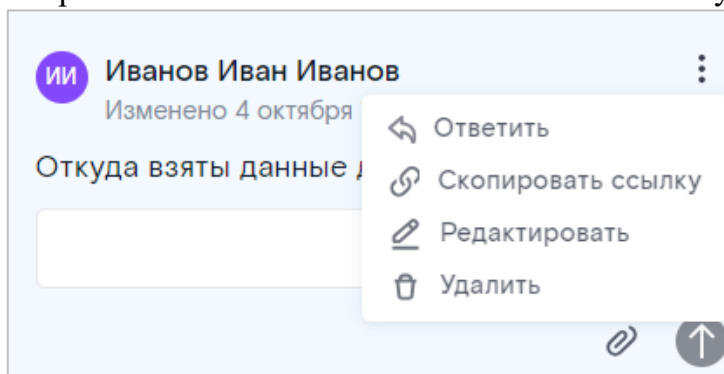 ИИ Иванов Иван Иванов
Изменено 4 октября
Ответить
Откуда взяты данные
Скопировать ссылку
Редактировать
Удалить